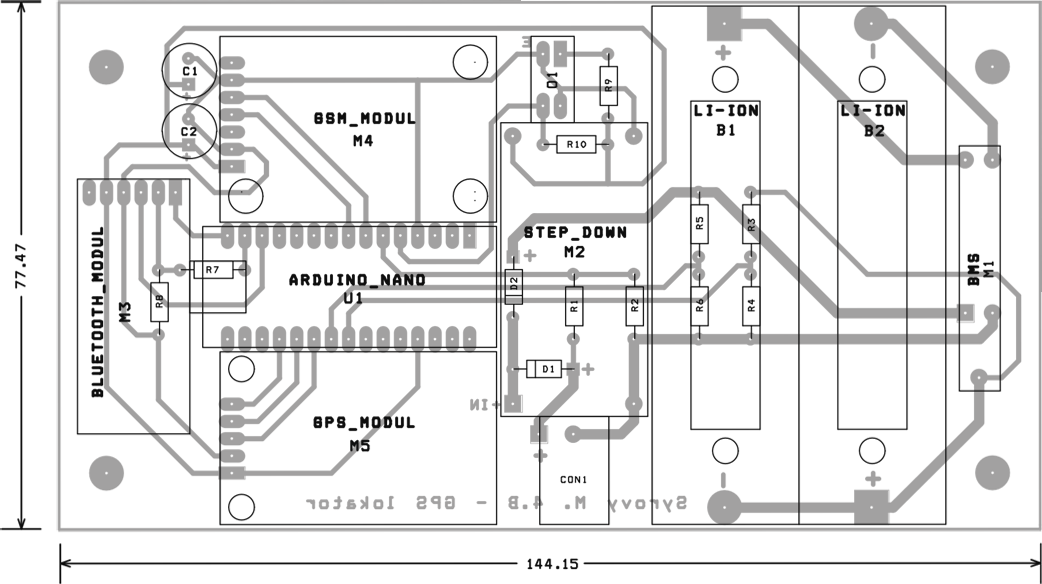 E
+
C1
+
C2
+
GSM_MODUL
M4
Q1
R9
R10
LI-ION
B1
+
-
LI-ION
B2
-
+
BMS
M1
STEP_DOWN
M2
+
D2
R1
R2
R5
R3
R6
R4
D1
+
+IN
+
CON1
BLUETOOTH_MODUL
M3
R7
R8
ARDUINO_NANO
U1
GPS_MODUL
M5
Syrovy M. 4.B - GPS lokator
77.47
144.15